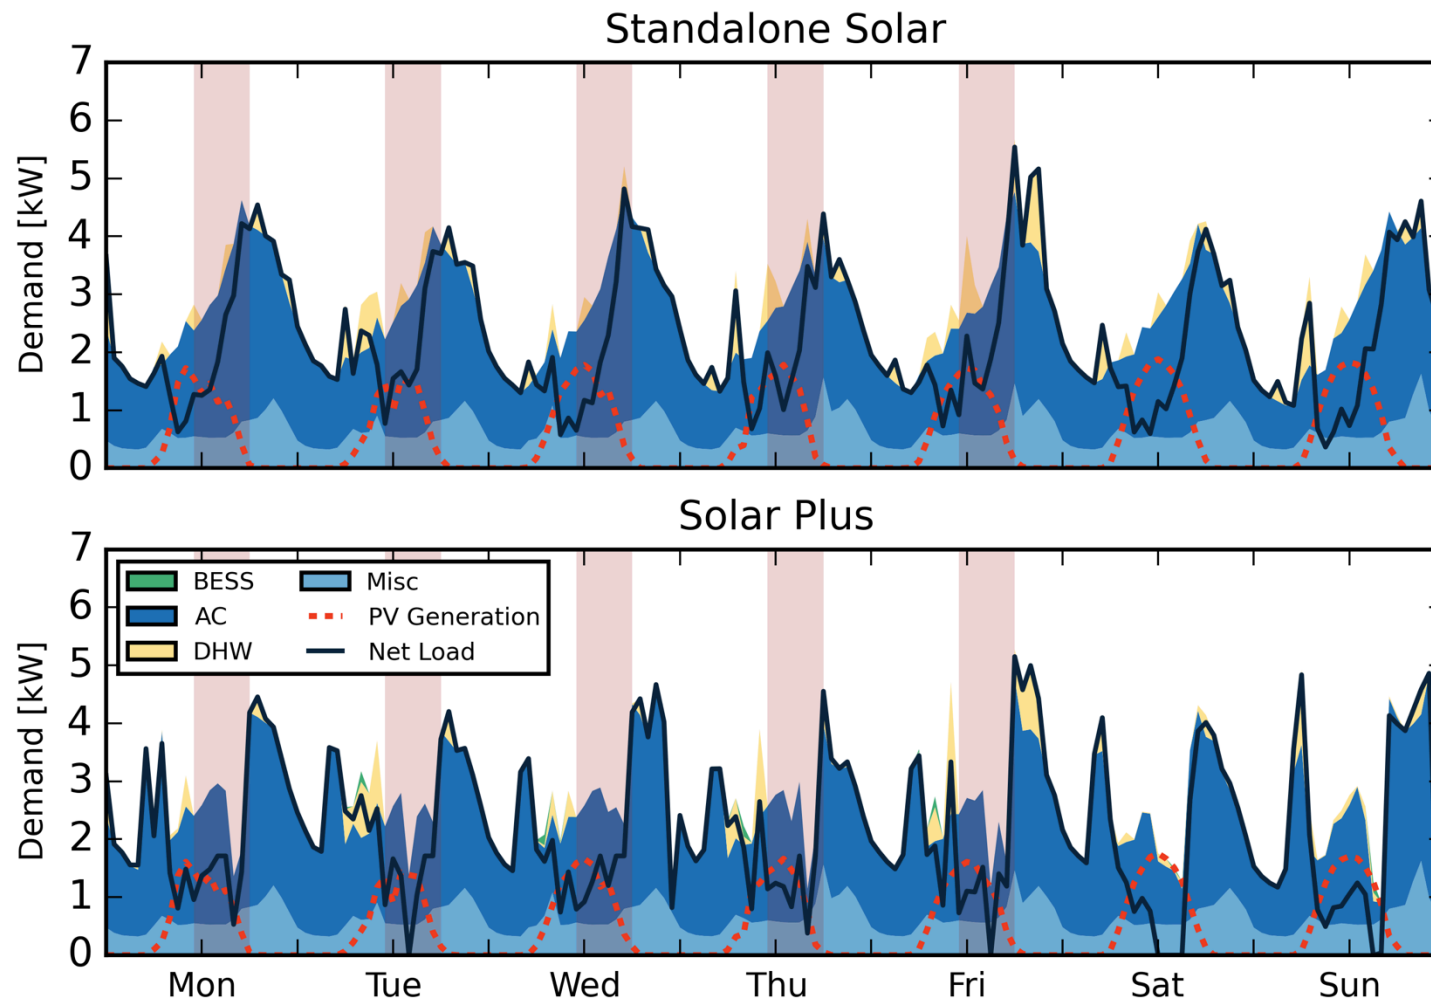 Standalone Solar
7
6
5
4
3
2
1
0
Demand [kW]
Solar Plus
7
6
5
4
3
2
1
0
Demand [kW]
BESS
AC
DHW
Misc
PV Generation
Net Load
Mon Tue Wed Thu Fri Sat Sun